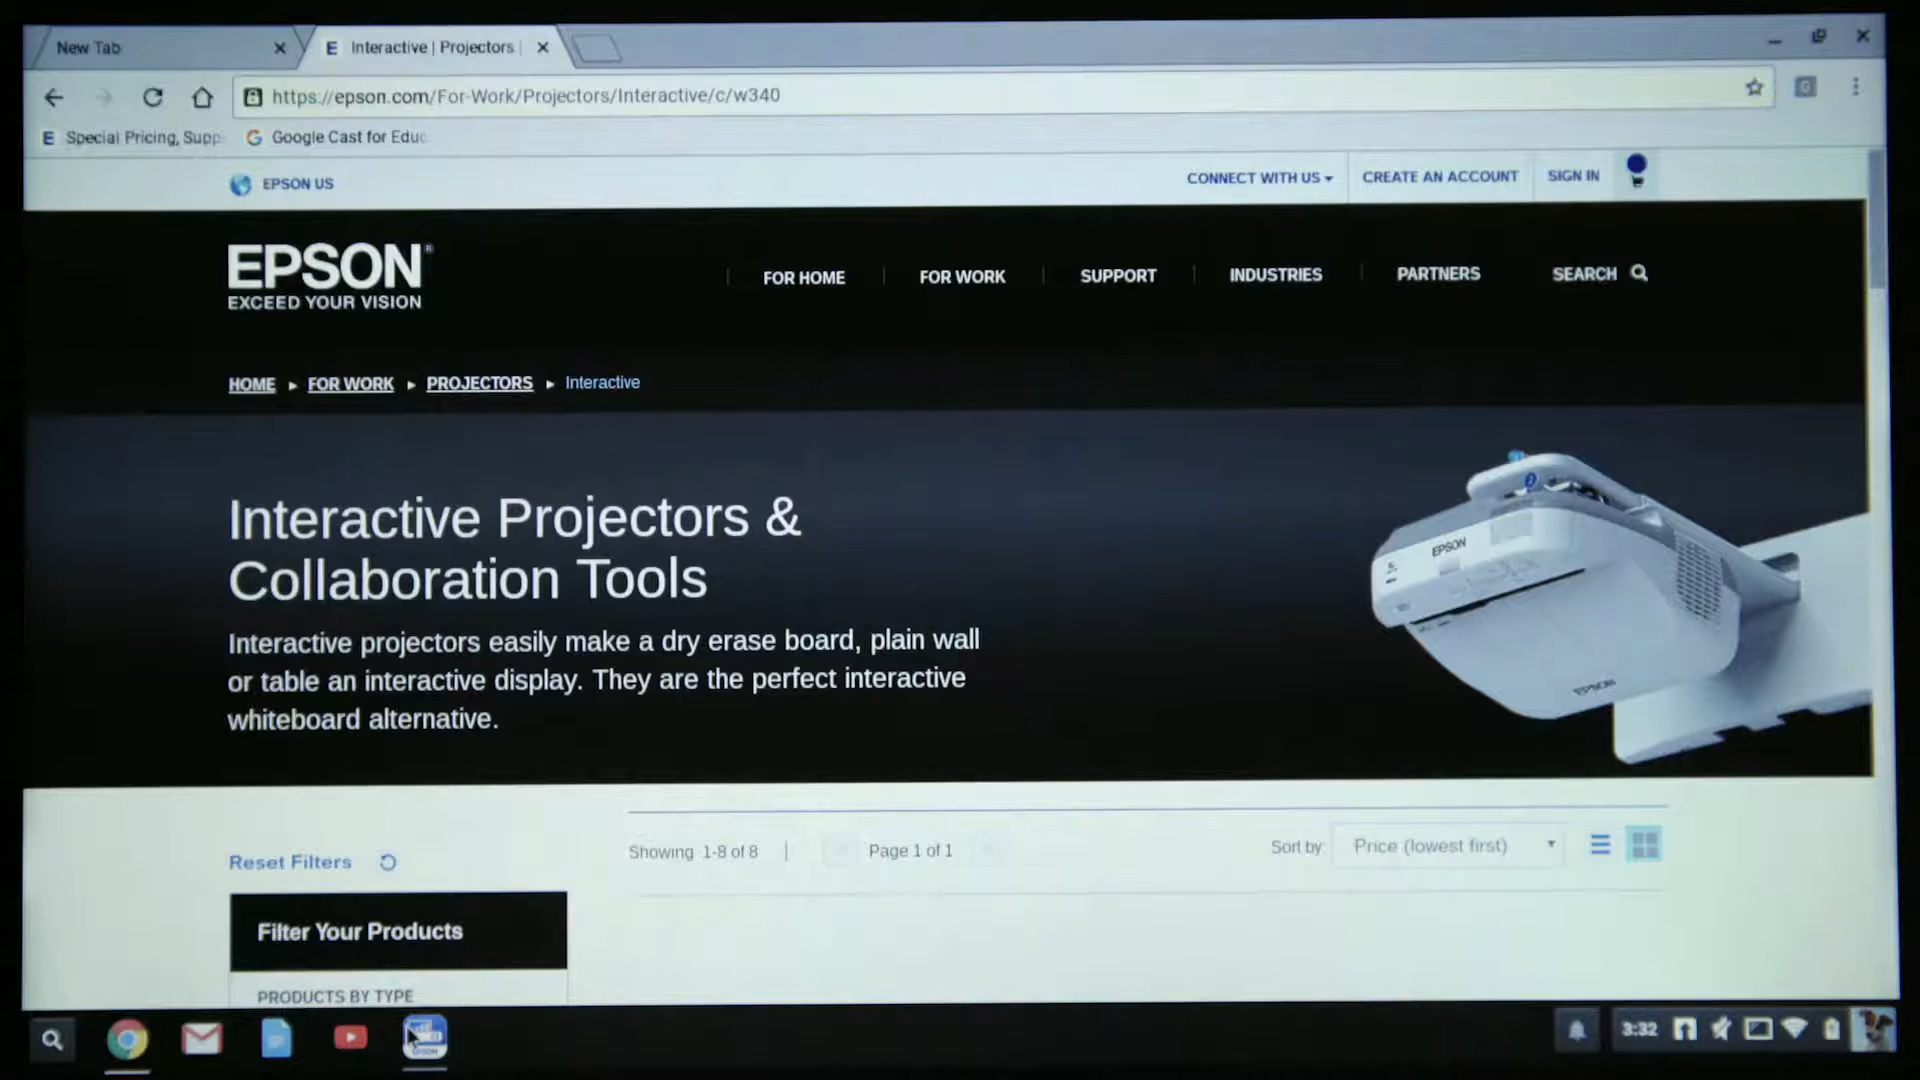 New Tab
E Interactive | Projectors |
https://epson.com/For-Work/Projectors/Interactive/c/w340
E Special Pricing, Supp
G Google Cast for Educ
EPSON US
CONNECT WITH US
CREATE AN ACCOUNT
SIGN IN
EPSON®
EXCEED YOUR VISION
FOR HOME
FOR WORK
SUPPORT
INDUSTRIES
PARTNERS
SEARCH
HOME ▸ FOR WORK ▸ PROJECTORS ▸ Interactive
Interactive Projectors &
Collaboration Tools
Interactive projectors easily make a dry erase board, plain wall
or table an interactive display. They are the perfect interactive
whiteboard alternative.
EPSON
EPSON
Showing 1-8 of 8 | Page 1 of 1
Sort by: Price (lowest first)
Reset Filters
Filter Your Products
PRODUCTS BY TYPE
EPSON
3:32